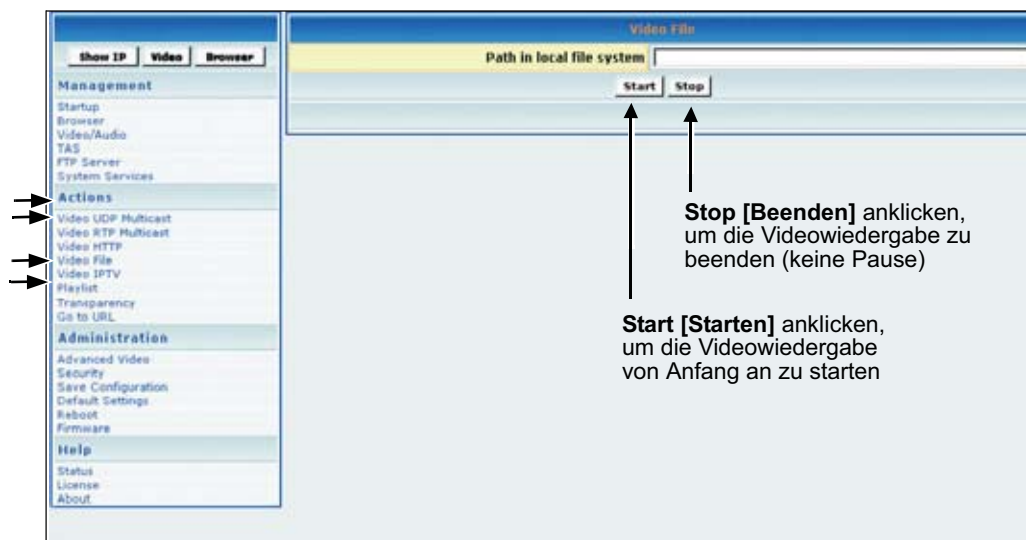 Video File
Show IP Video Browser
Path in local file system
Start Stop
Management
Startup
Browser
Video/Audio
TAS
FTP Server
System Services
Actions
Video UDP Multicast
Video RTP Multicast
Video HTTP
Video File
Video IPTV
Playlist
Transparency
Go to URL
Administration
Advanced Video
Security
Save Configuration
Default Settings
Reboot
Firmware
Help
Status
License
About
Stop [Beenden] anklicken,
um die Videowiedergabe zu
beenden (keine Pause)
Start [Starten] anklicken,
um die Videowiedergabe
von Anfang an zu starten